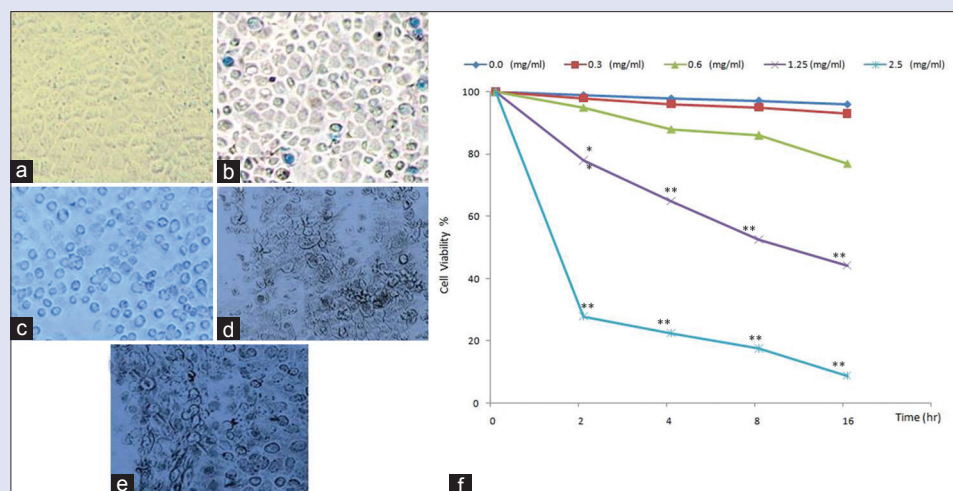 a
b
c
d
e
f
0.0 (mg/ml) 0.3 (mg/ml) 0.6 (mg/ml) 1.25 (mg/ml) 2.5 (mg/ml)
100
80
60
40
20
0
Cell Viability %
*
*
**
**
**
**
**
**
**
0 2 4 8 16
Time (hr)